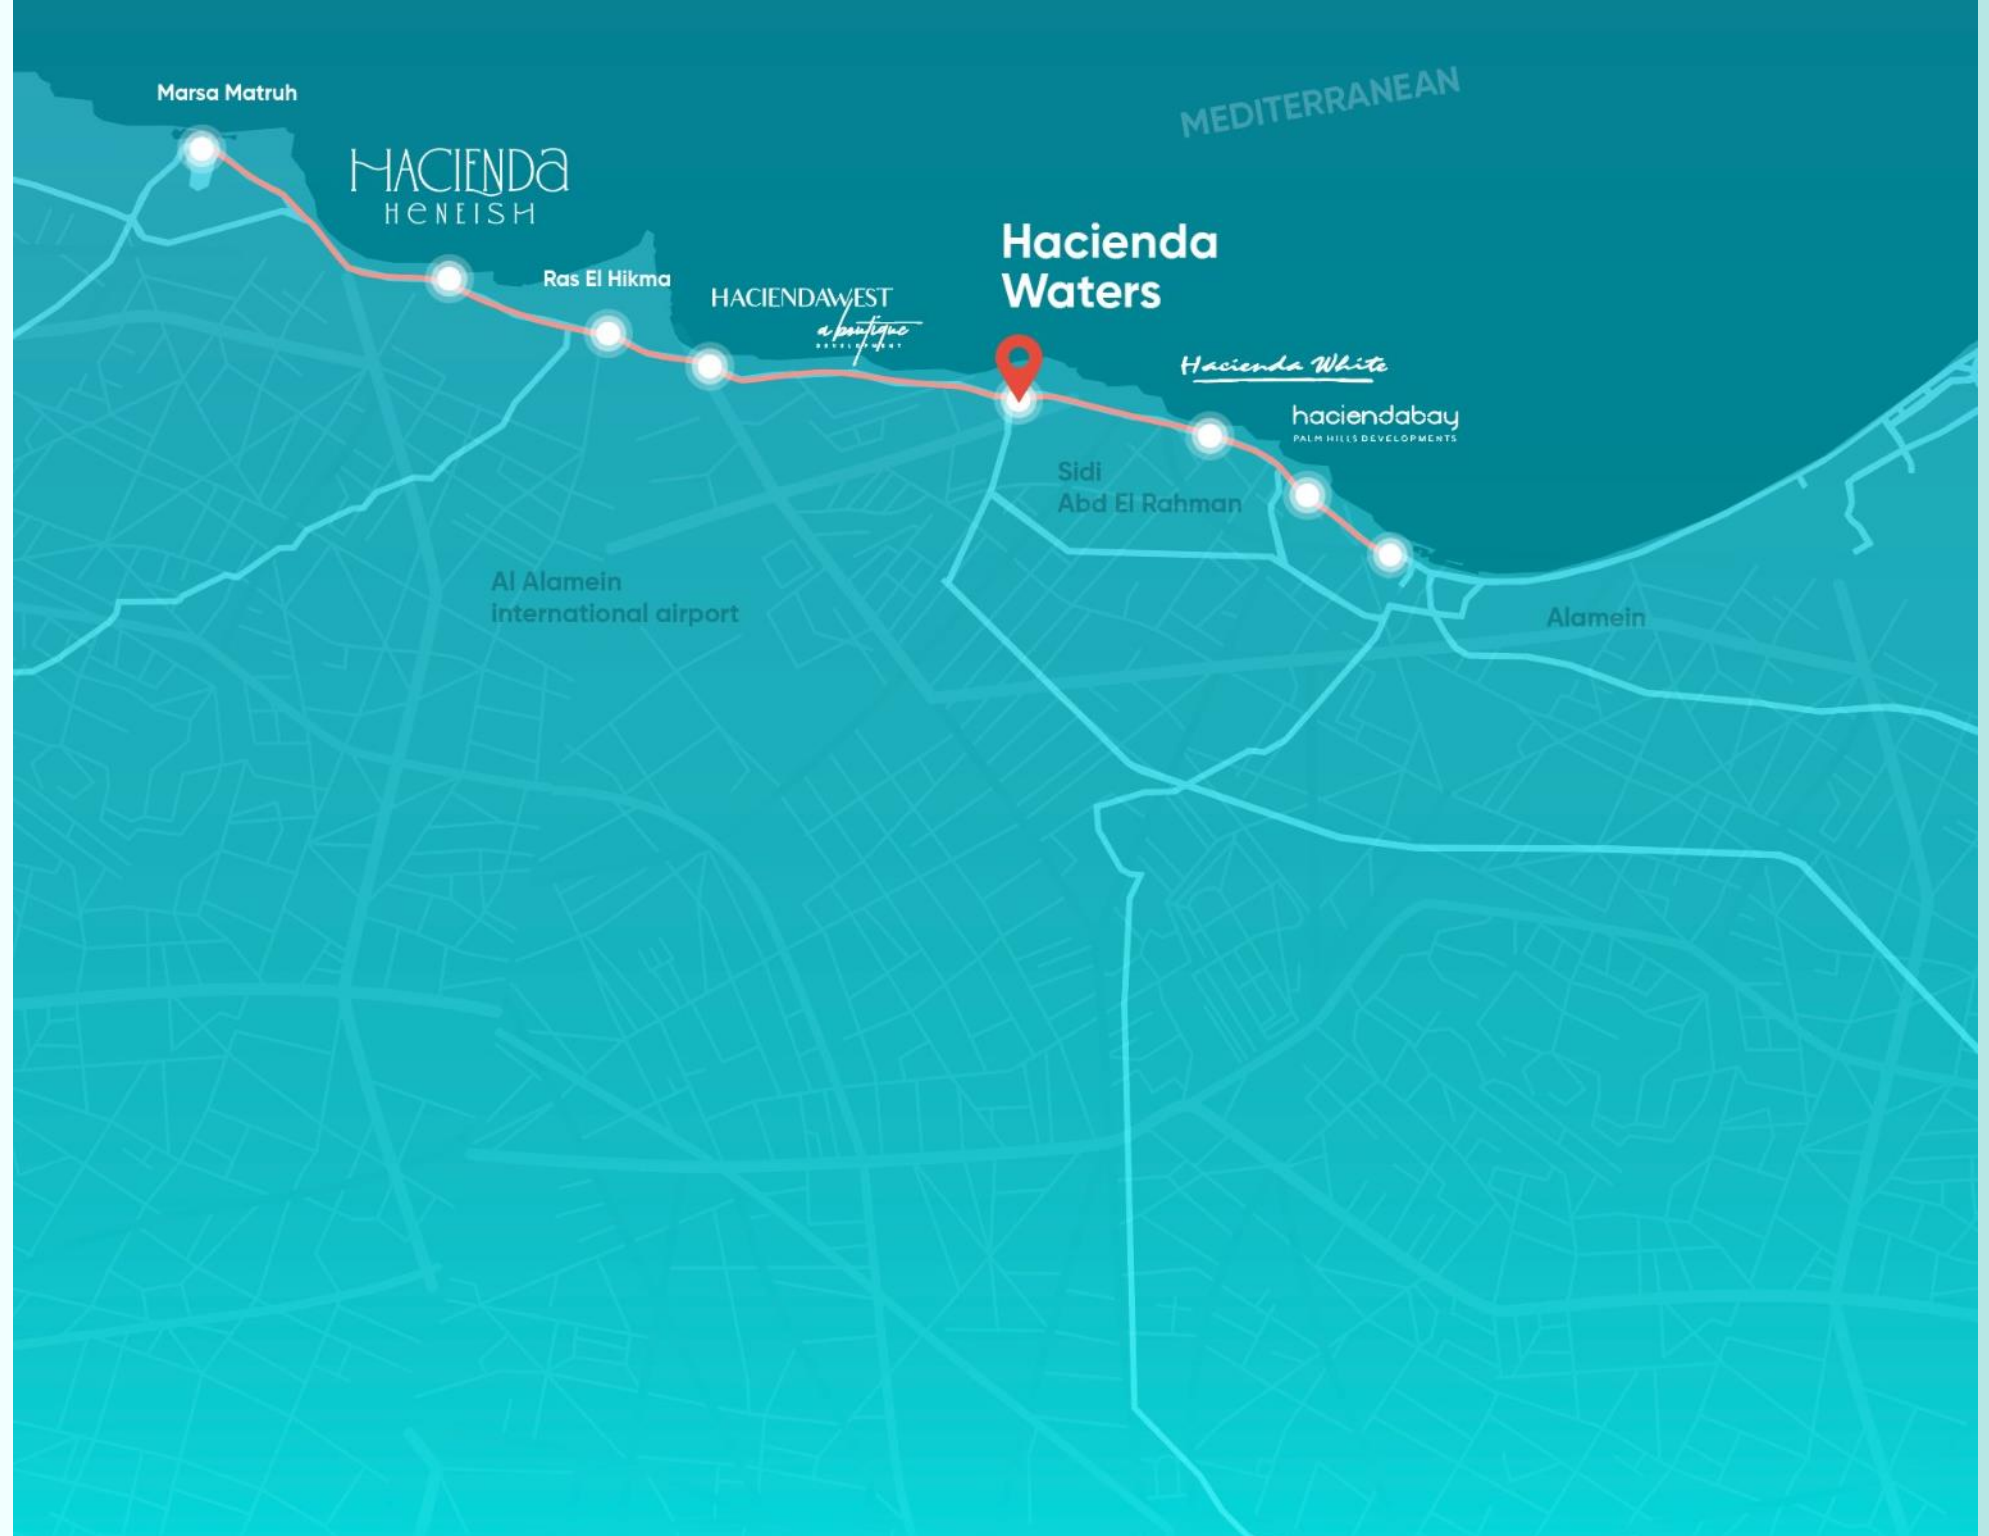 MEDITERRANEAN
Marsa Matruh
HACIENDA
HENEISH
Hacienda
Waters
Ras El Hikma
HACIENDAWEST
a boutique
DEVELOPMENT
Hacienda White
haciendabay
PALM HILLS DEVELOPMENTS
Sidi
Abd El Rahman
Al Alamein
international airport
Alamein